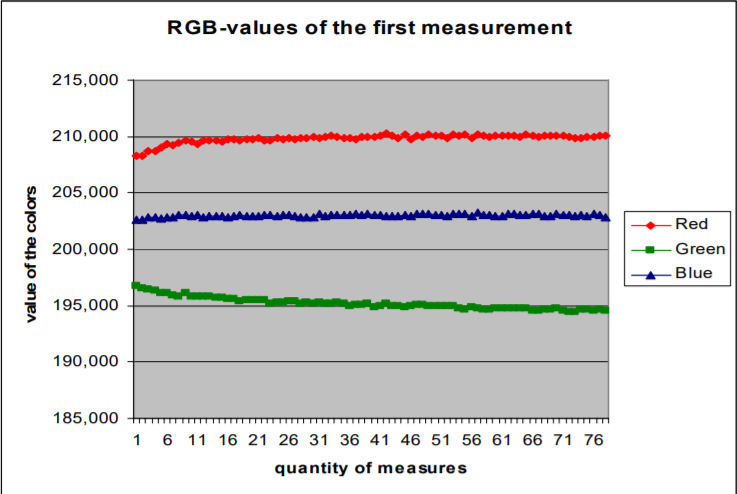 RGB-values of the first measurement
215,000
210,000
205,000
200,000
195,000
190,000
185,000
value of the colors
1 6 11 16 21 26 31 36 41 46 51 56 61 66 71 76
quantity of measures
Red
Green
Blue